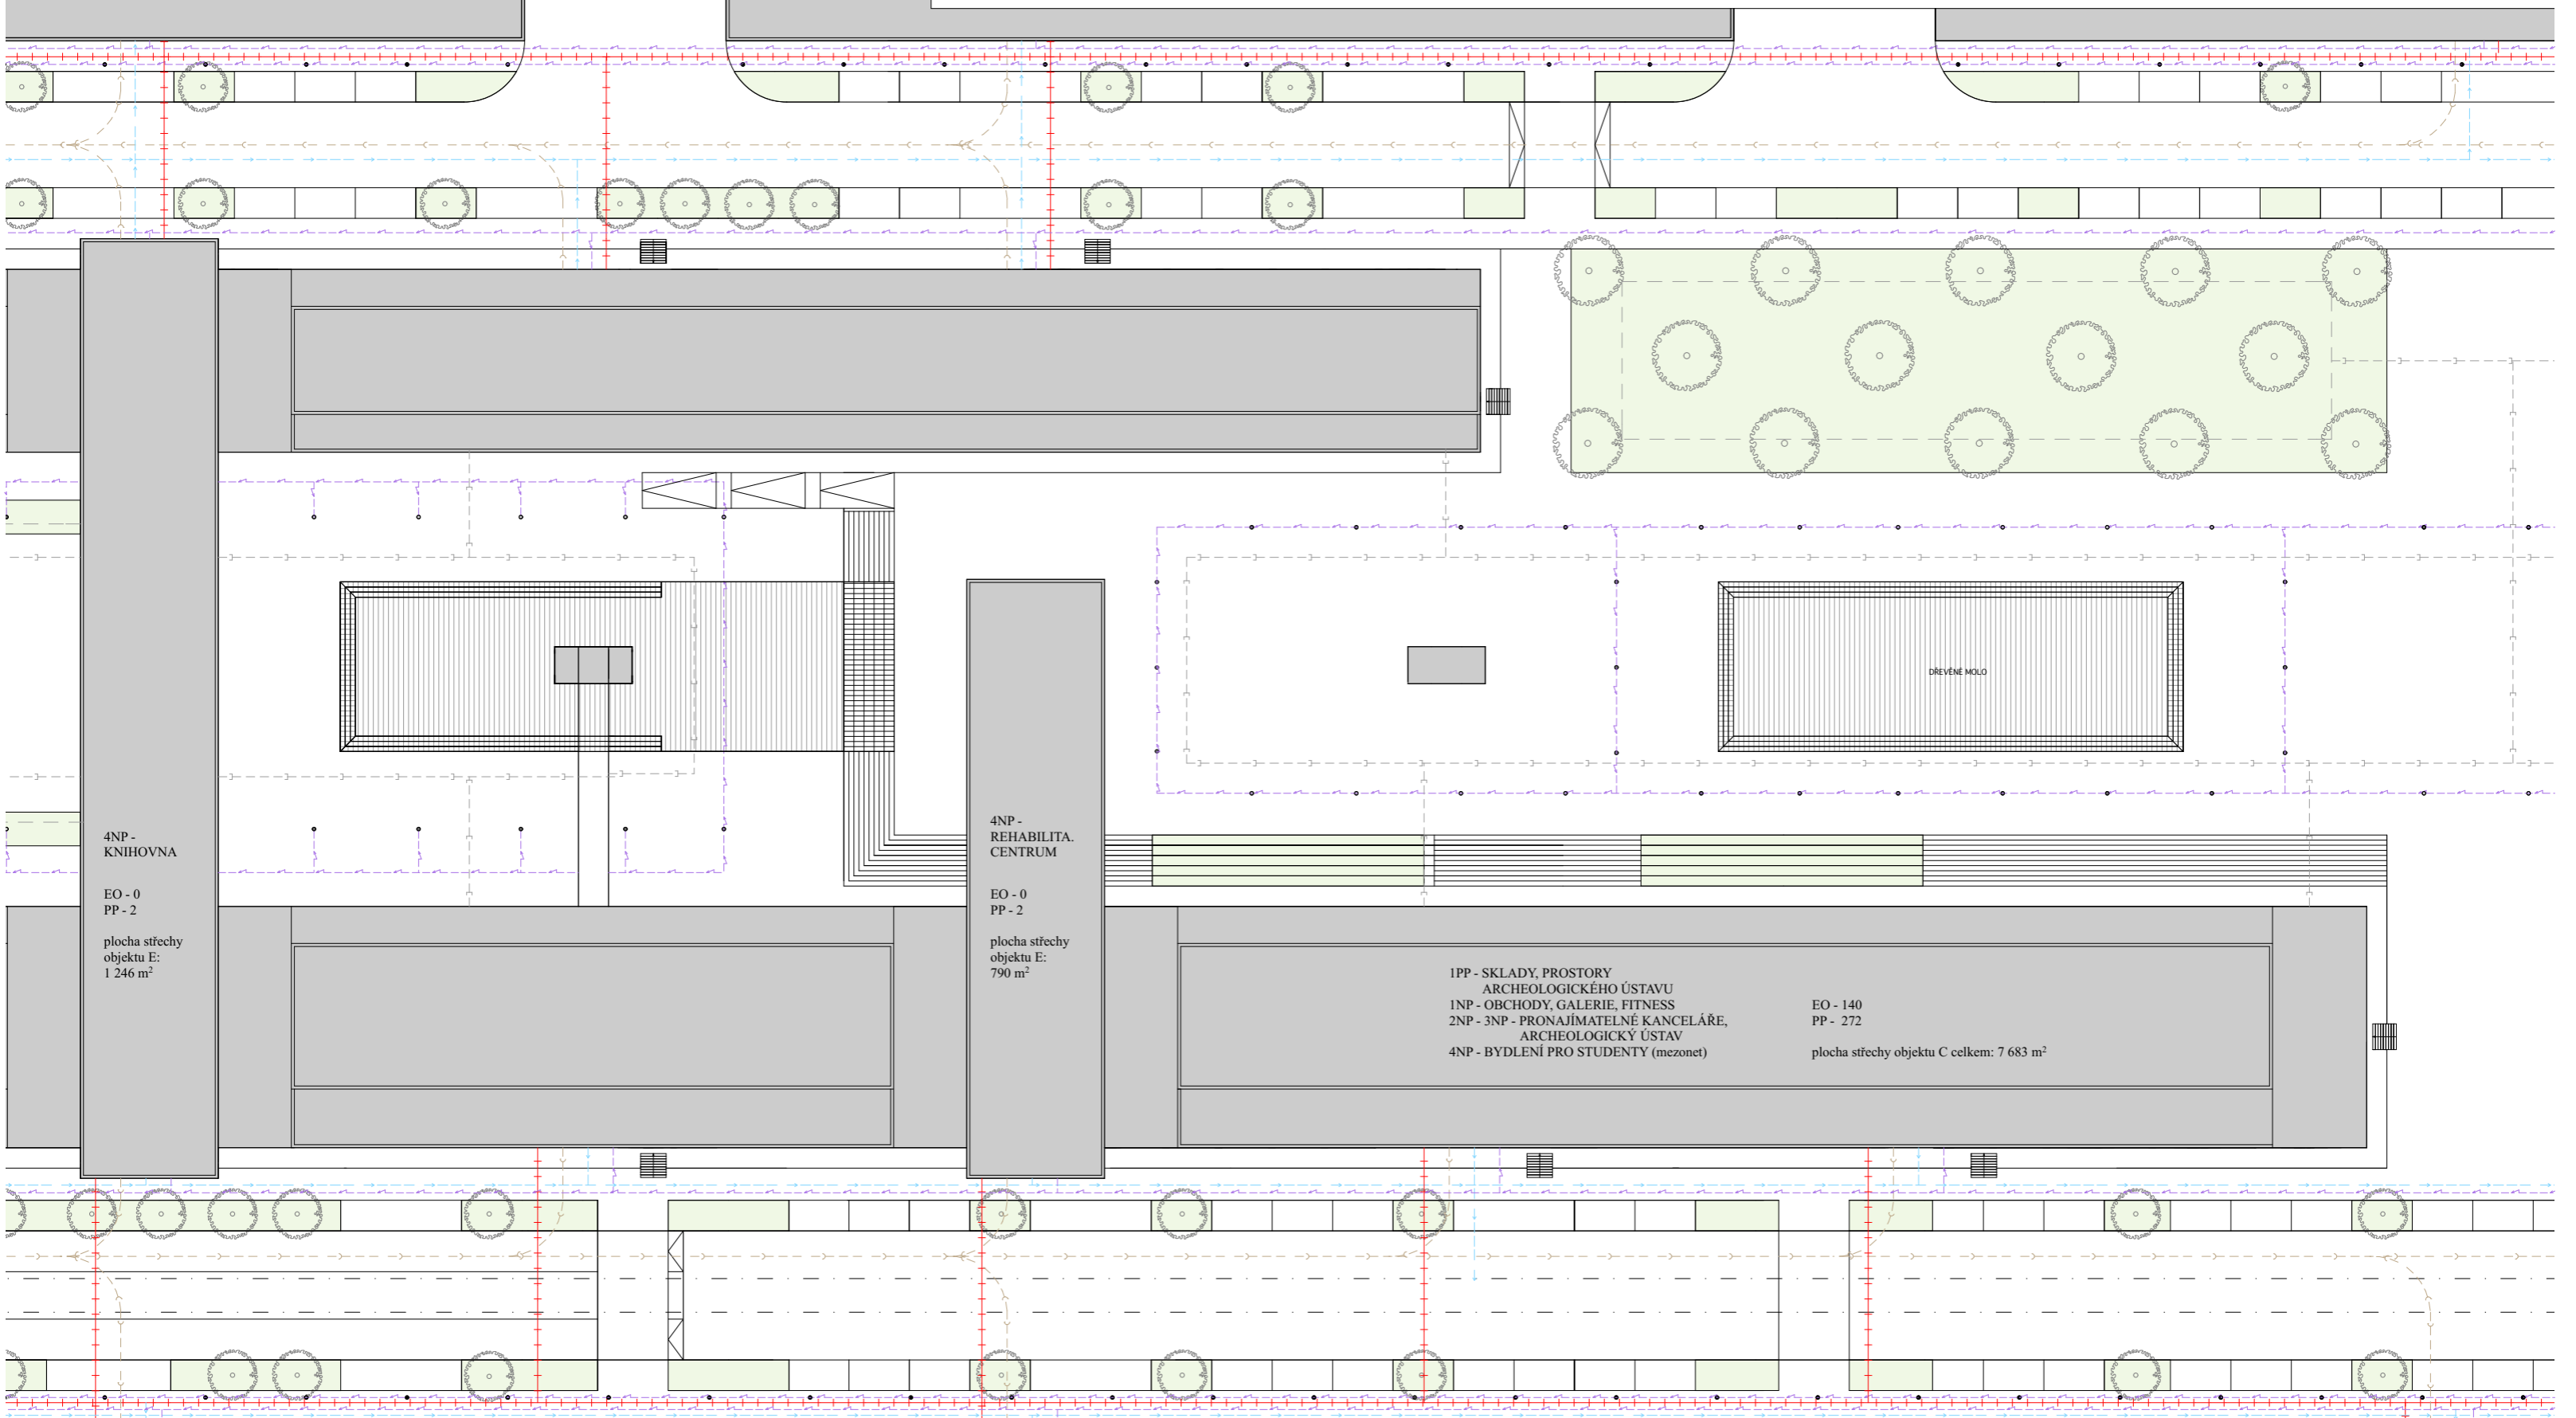 DŘEVĚNÉ MOLO
4NP -
KNIHOVNA
EO - 0
PP - 2
plocha střechy
objektu E:
1 246 m²
4NP -
REHABILITA.
CENTRUM
EO - 0
PP - 2
plocha střechy
objektu E:
790 m²
1PP - SKLADY, PROSTORY
ARCHEOLOGICKÉHO ÚSTAVU
1NP - OBCHODY, GALERIE, FITNESS
2NP - 3NP - PRONAJÍMATELNÉ KANCELÁŘE,
ARCHEOLOGICKÝ ÚSTAV
4NP - BYDLENÍ PRO STUDENTY (mezonet)
EO - 140
PP - 272
plocha střechy objektu C celkem: 7 683 m²